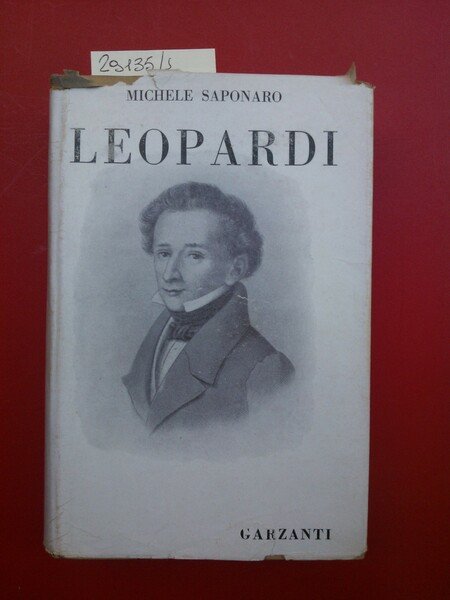 29135/1
MICHELE SAPONARO
LEOPARDI
GARZANTI